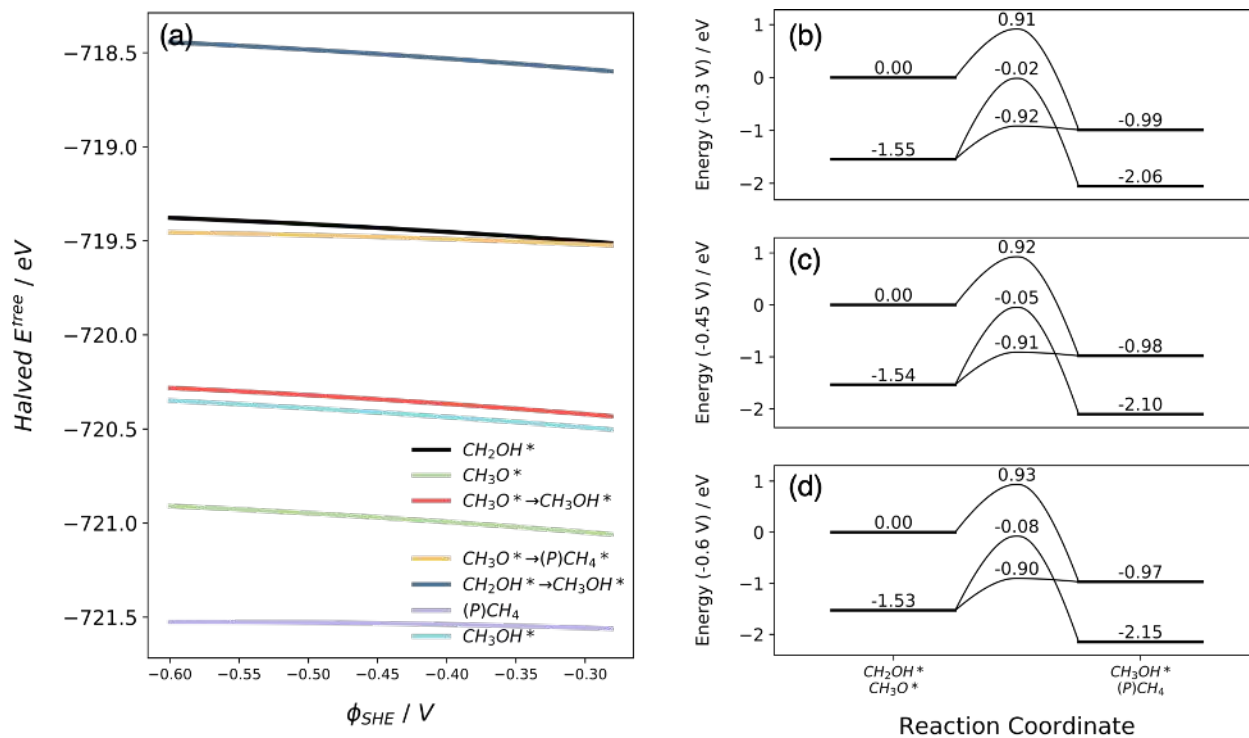 (a)
Halved E^free / eV
−718.5
−719.0
−719.5
−720.0
−720.5
−721.0
−721.5
CH₂OH*
CH₃O*
CH₃O*→CH₃OH*
CH₃O*→(P)CH₄*
CH₂OH*→CH₃OH*
(P)CH₄
CH₃OH*
−0.60 −0.55 −0.50 −0.45 −0.40 −0.35 −0.30
ϕ_SHE / V
(b)
Energy (-0.3 V) / eV
1
0
−1
−2
0.91
0.00
-0.02
-0.92
-0.99
-1.55
-2.06
(c)
Energy (-0.45 V) / eV
1
0
−1
−2
0.92
0.00
-0.05
-0.91
-0.98
-1.54
-2.10
(d)
Energy (-0.6 V) / eV
1
0
−1
−2
0.93
0.00
-0.08
-0.90
-0.97
-1.53
-2.15
CH₂OH*
CH₃O*
CH₃OH*
(P)CH₄
Reaction Coordinate